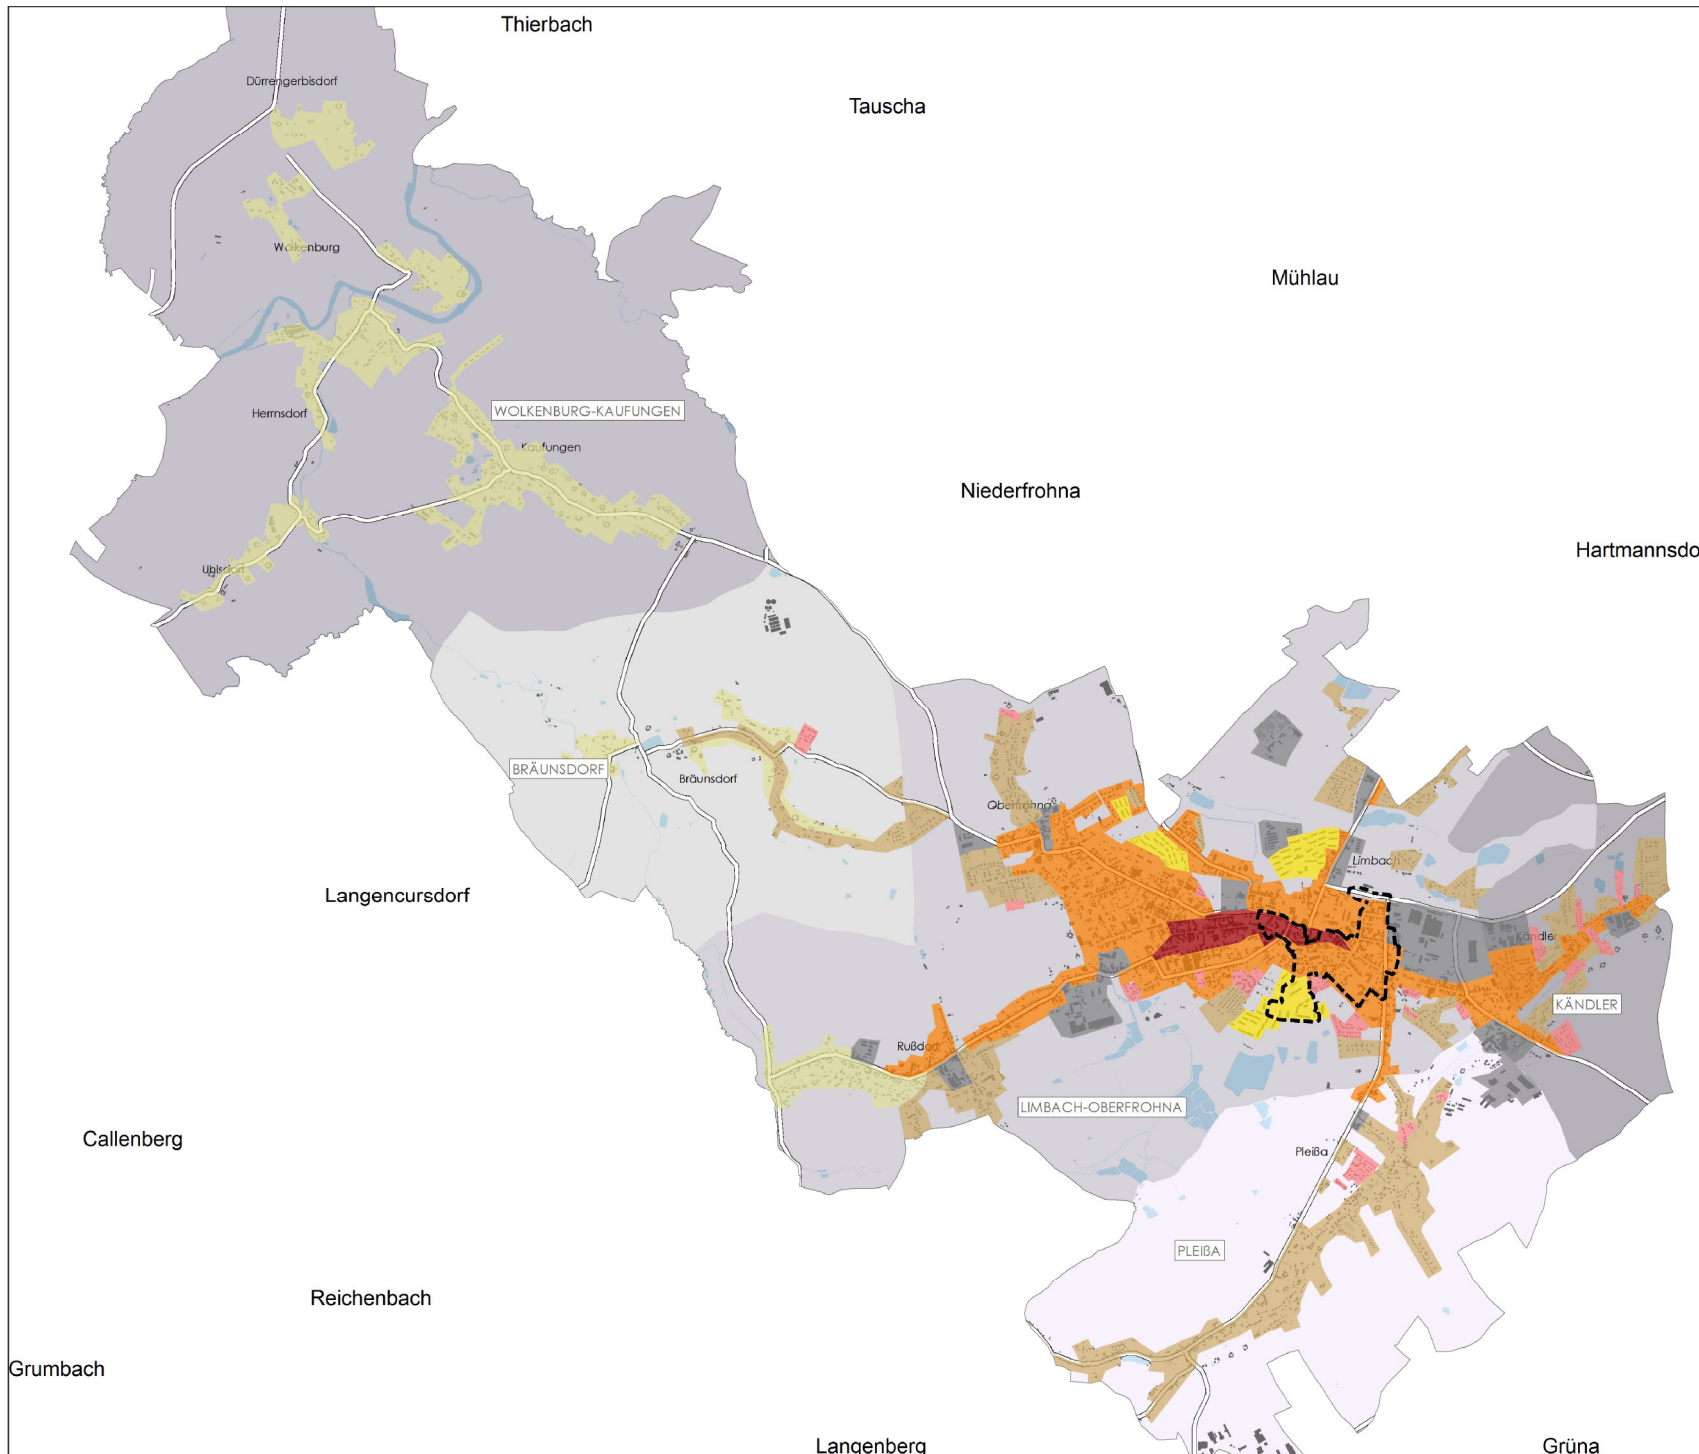 Thierbach
Dürrengerbisdorf
Tauscha
Wolkenburg
Mühlau
Herrnsdorf
WOLKENBURG-KAUFUNGEN
Kaufungen
Niederfrohna
Hartmannsdo
Uhlsdorf
BRÄUNSDORF
Bräunsdorf
Oberfrohna
Limbach
Langencursdorf
Kändler
KÄNDLER
Rußdorf
LIMBACH-OBERFROHNA
Callenberg
Pleißa
PLEIßA
Reichenbach
Grumbach
Langenberg
Grüna